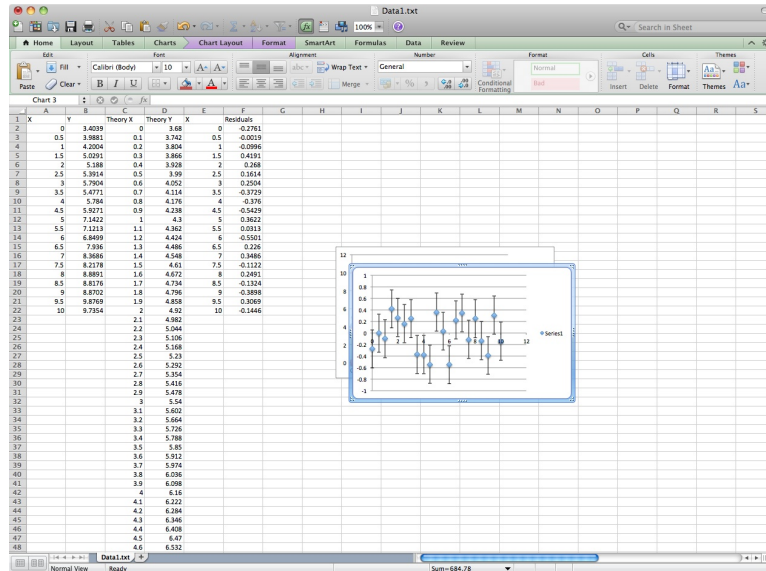 Data1.txt
100%
Search in Sheet
Home Layout Tables Charts Chart Layout Format SmartArt Formulas Data Review
Edit Font Alignment Number Format Cells Themes
Fill Calibri (Body) 10 A A abc Wrap Text General Normal
Paste Clear B I U A Merge % Conditional Formatting Bad Insert Delete Format Themes Aa
Chart 3 fx
A B C D E F G H I J K L M N O P Q R S
1 X Y Theory X Theory Y X Residuals
2 0 3.4039 0 3.68 0 -0.2761
3 0.5 3.9881 0.1 3.742 0.5 -0.0019
4 1 4.2004 0.2 3.804 1 -0.0996
5 1.5 5.0291 0.3 3.866 1.5 0.4191
6 2 5.188 0.4 3.928 2 0.268
7 2.5 5.3914 0.5 3.99 2.5 0.1614
8 3 5.7904 0.6 4.052 3 0.2504
9 3.5 5.4771 0.7 4.114 3.5 -0.3729
10 4 5.784 0.8 4.176 4 -0.376
11 4.5 5.9271 0.9 4.238 4.5 -0.5429
12 5 7.1422 1 4.3 5 0.3622
13 5.5 7.1213 1.1 4.362 5.5 0.0313
14 6 6.8499 1.2 4.424 6 -0.5501
15 6.5 7.936 1.3 4.486 6.5 0.226
16 7 8.3686 1.4 4.548 7 0.3486
17 7.5 8.2178 1.5 4.61 7.5 -0.1122
18 8 8.8891 1.6 4.672 8 0.2491
19 8.5 8.8176 1.7 4.734 8.5 -0.1324
20 9 8.8702 1.8 4.796 9 -0.3898
21 9.5 9.8769 1.9 4.858 9.5 0.3069
22 10 9.7354 2 4.92 10 -0.1446
23 2.1 4.982
24 2.2 5.044
25 2.3 5.106
26 2.4 5.168
27 2.5 5.23
28 2.6 5.292
29 2.7 5.354
30 2.8 5.416
31 2.9 5.478
32 3 5.54
33 3.1 5.602
34 3.2 5.664
35 3.3 5.726
36 3.4 5.788
37 3.5 5.85
38 3.6 5.912
39 3.7 5.974
40 3.8 6.036
41 3.9 6.098
42 4 6.16
43 4.1 6.222
44 4.2 6.284
45 4.3 6.346
46 4.4 6.408
47 4.5 6.47
48 4.6 6.532
12
10
8
6
4
2
0
1
0.8
0.6
0.4
0.2
0
-0.2
-0.4
-0.6
-0.8
-1
0 2 4 6 8 10 12
Series1
Data1.txt
Normal View Ready Sum=684.78